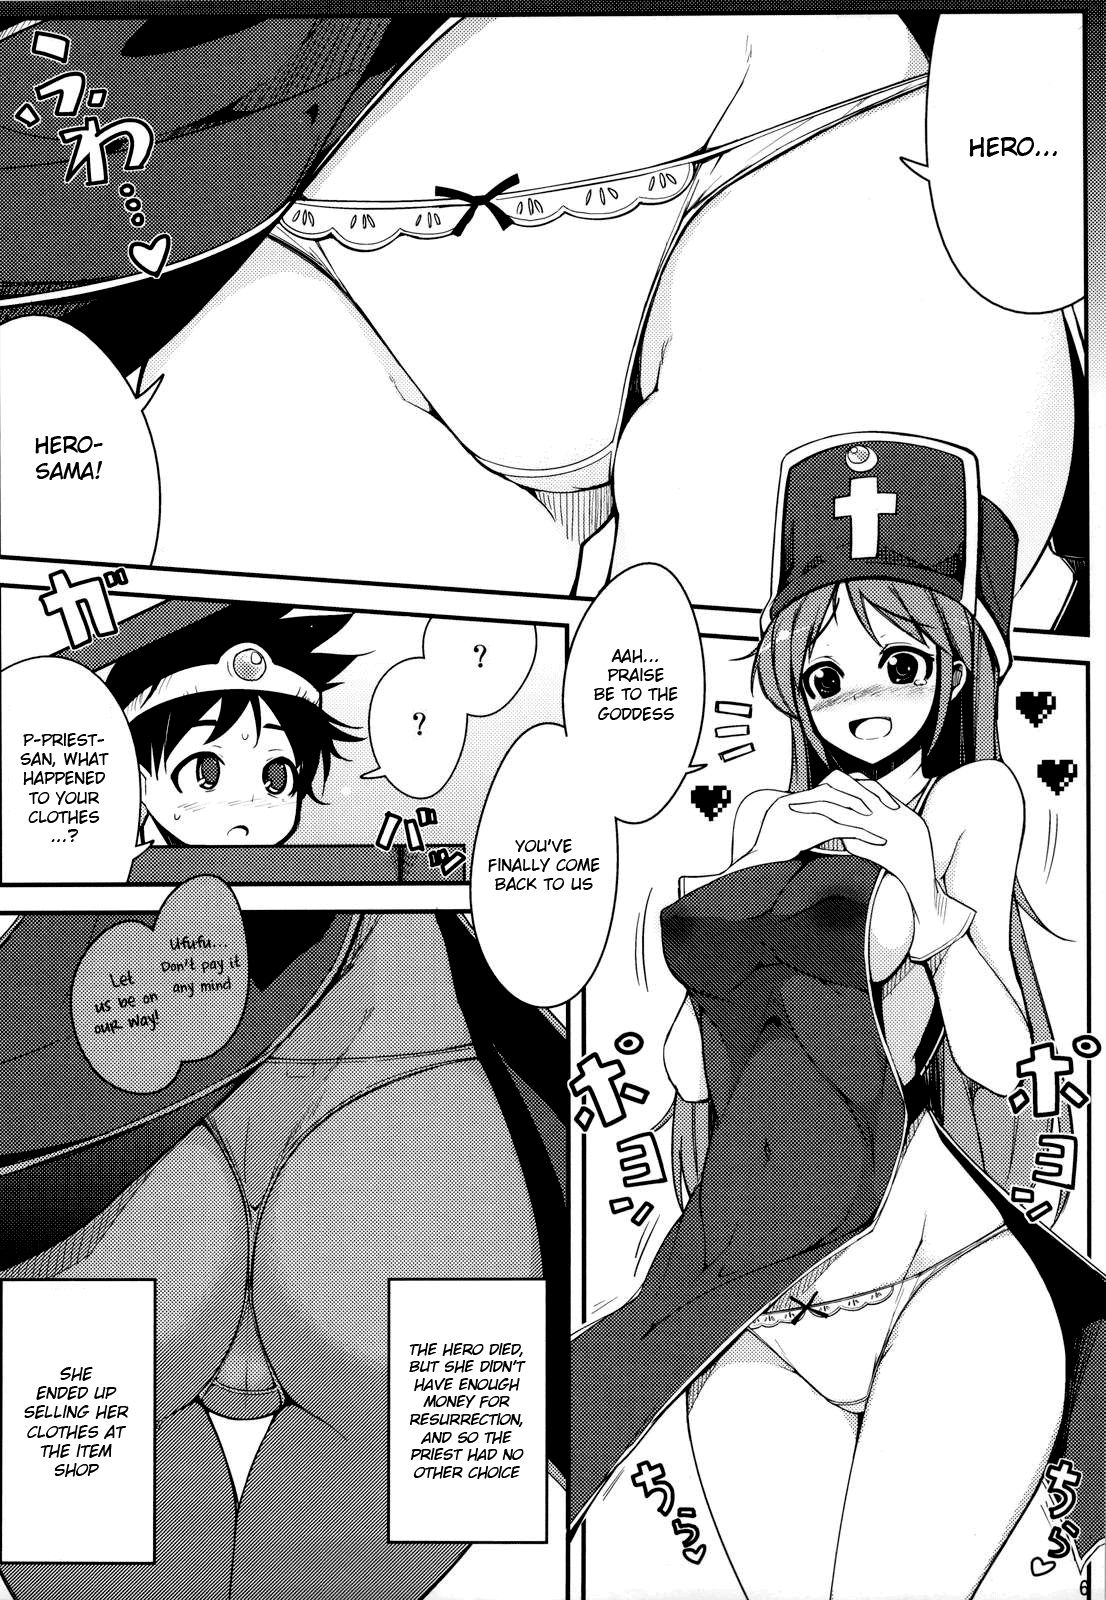 HERO...
ふわ...♡
HERO-
SAMA!
AAH...
PRAISE
BE TO THE
GODDESS
YOU'VE
FINALLY COME
BACK TO US
?
?
ガ
バッ
P-PRIEST-
SAN, WHAT
HAPPENED
TO YOUR
CLOTHES
...?
ポヨン
ポヨン
Ufufu...
Don't pay it
any mind
Let
us be on
our way!
THE HERO DIED,
BUT SHE DIDN'T
HAVE ENOUGH
MONEY FOR
RESURRECTION,
AND SO THE
PRIEST HAD NO
OTHER CHOICE
SHE
ENDED UP
SELLING HER
CLOTHES AT
THE ITEM
SHOP
ちら♡
ちら♡
6